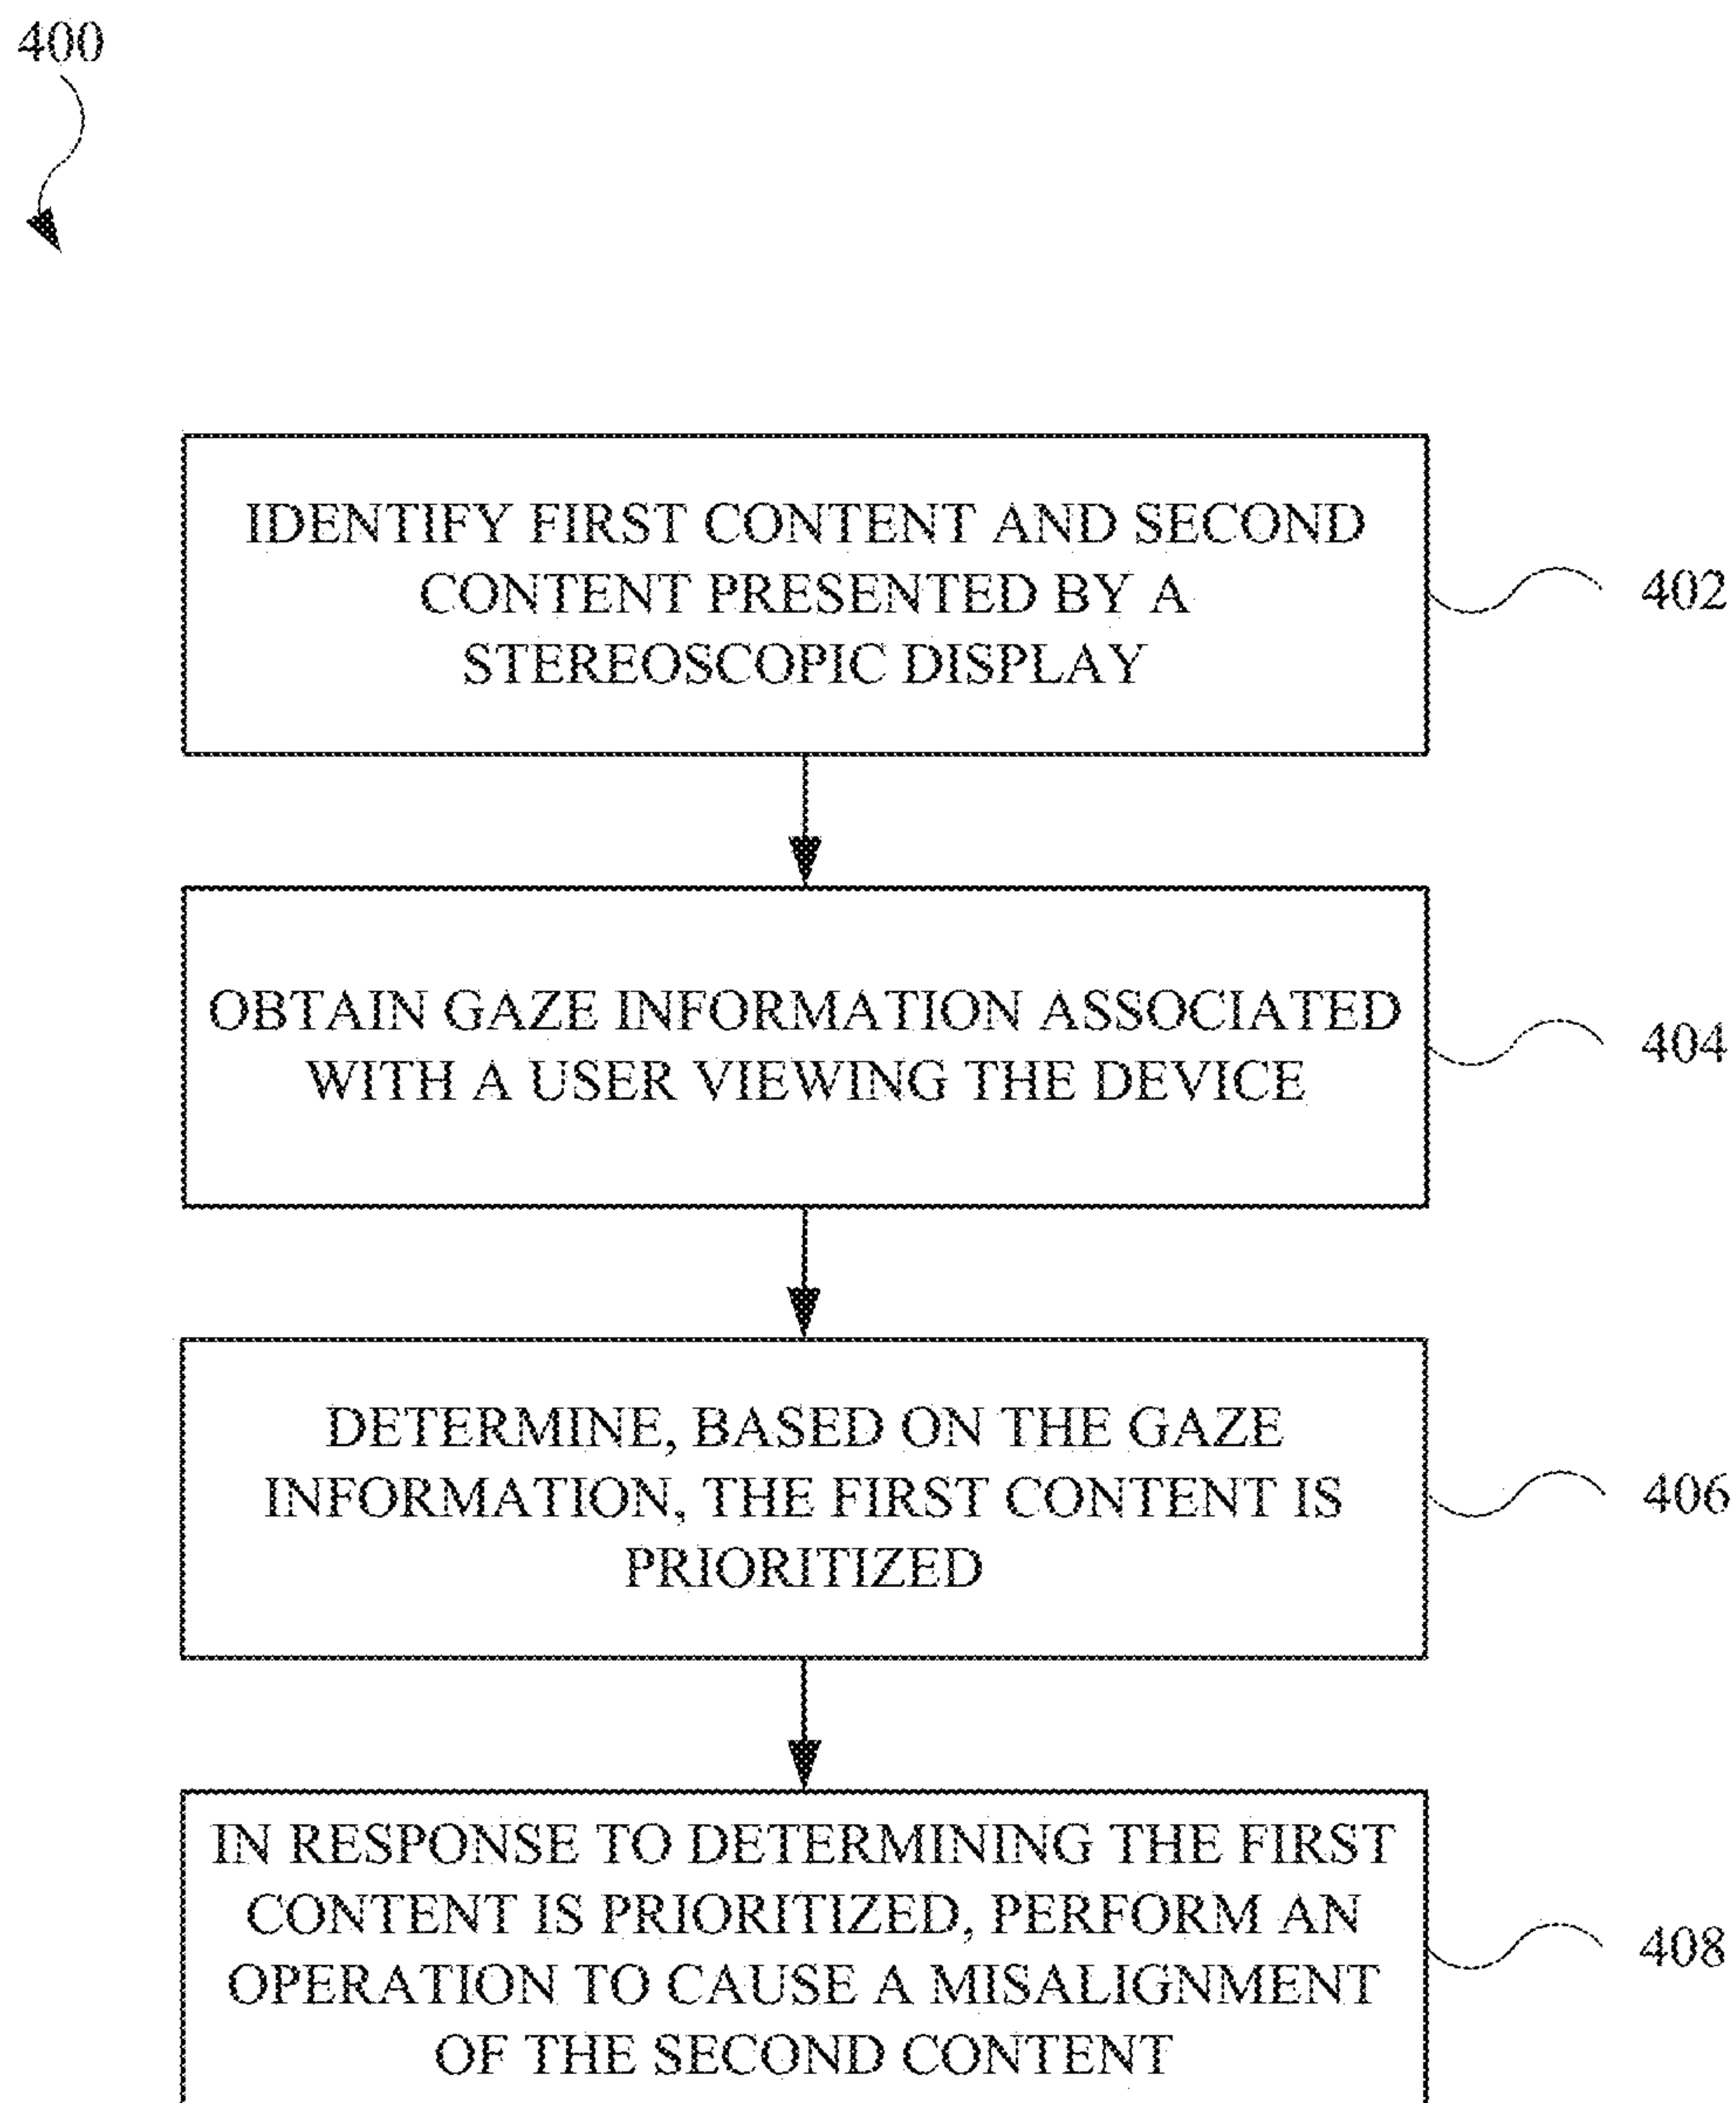 400
IDENTIFY FIRST CONTENT AND SECOND
CONTENT PRESENTED BY A
STEREOSCOPIC DISPLAY
402
OBTAIN GAZE INFORMATION ASSOCIATED
WITH A USER VIEWING THE DEVICE
404
DETERMINE, BASED ON THE GAZE
INFORMATION, THE FIRST CONTENT IS
PRIORITIZED
406
IN RESPONSE TO DETERMINING THE FIRST
CONTENT IS PRIORITIZED, PERFORM AN
OPERATION TO CAUSE A MISALIGNMENT
OF THE SECOND CONTENT
408